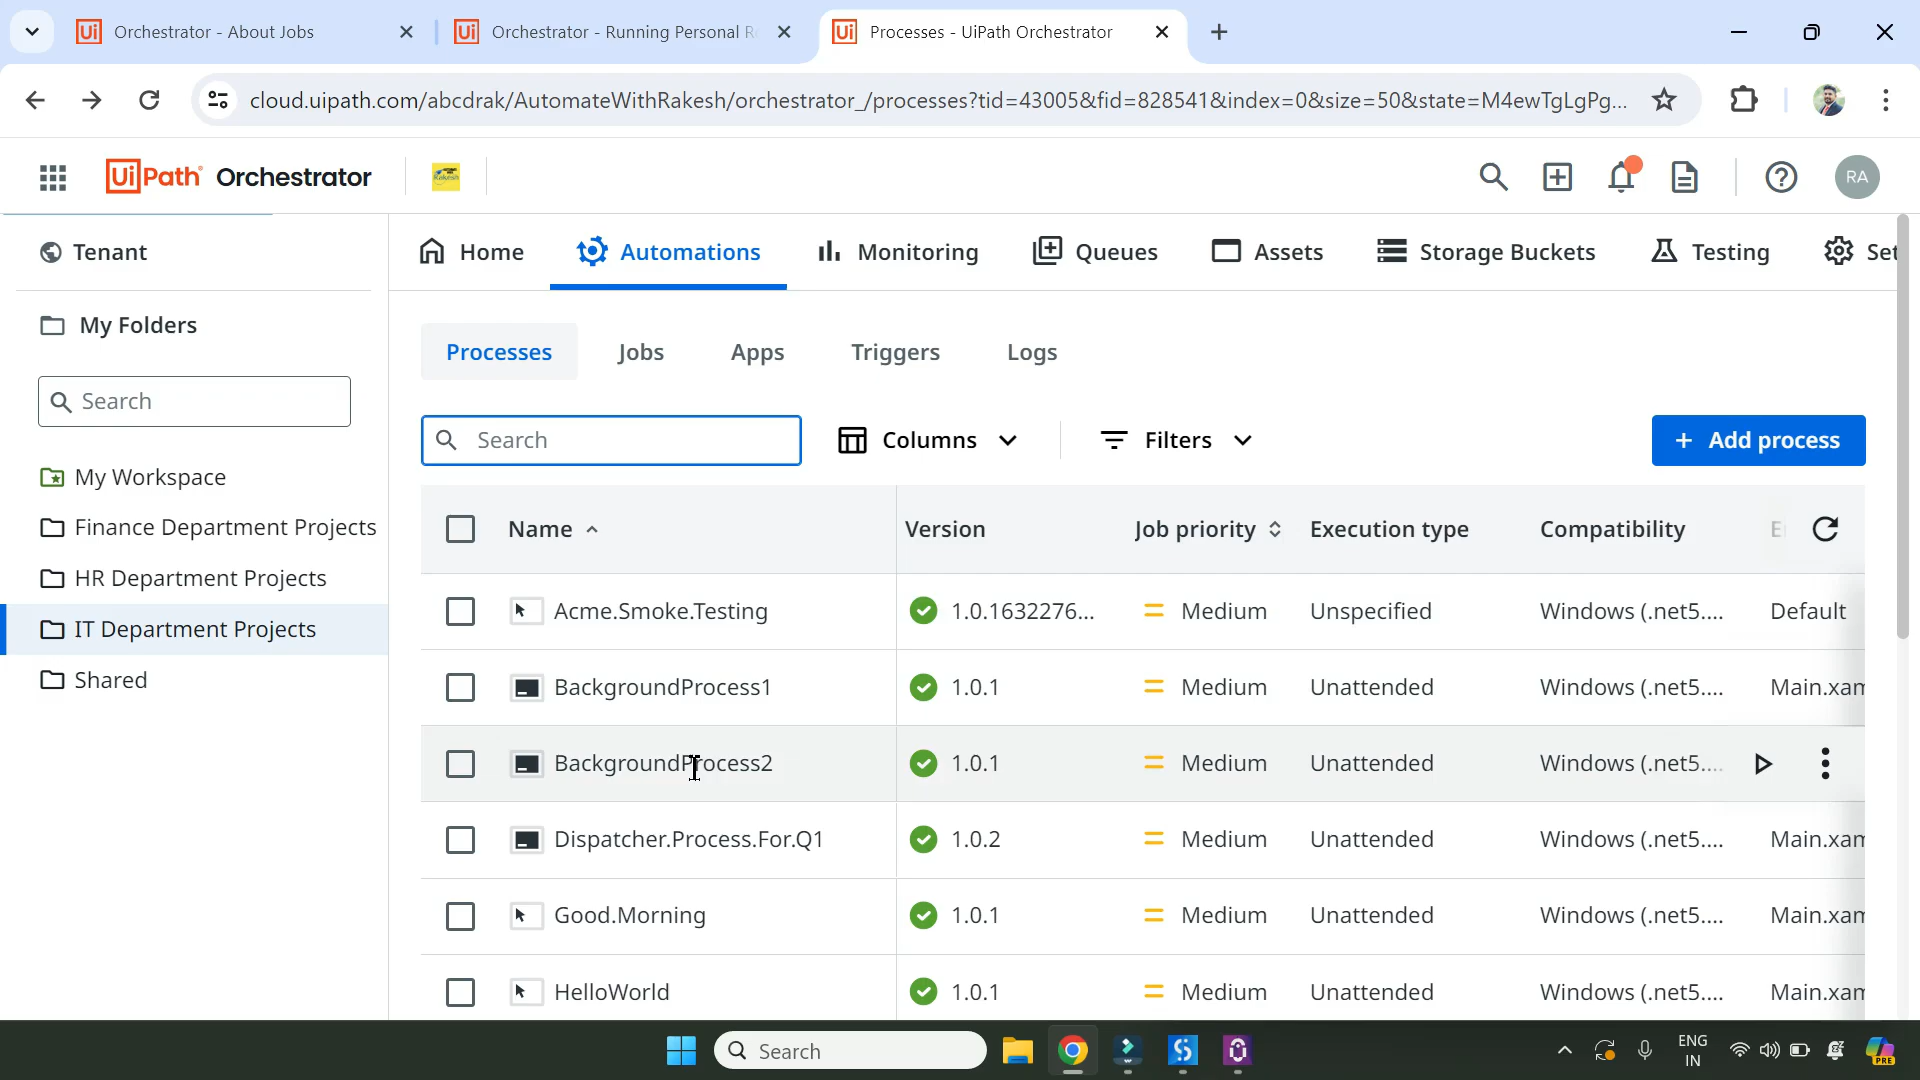 Orchestrator - About Jobs
Orchestrator - Running Personal R
Processes - UiPath Orchestrator
cloud.uipath.com/abcdrak/AutomateWithRakesh/orchestrator_/processes?tid=43005&fid=828541&index=0&size=50&state=M4ewTgLgPg...
UiPath Orchestrator
RA
Tenant
Home Automations Monitoring Queues Assets Storage Buckets Testing Set
My Folders
Processes Jobs Apps Triggers Logs
Search
Search Columns Filters + Add process
My Workspace
Finance Department Projects
HR Department Projects
IT Department Projects
Shared
Name Version Job priority Execution type Compatibility
Acme.Smoke.Testing 1.0.1632276... Medium Unspecified Windows (.net5.... Default
BackgroundProcess1 1.0.1 Medium Unattended Windows (.net5.... Main.xam
BackgroundProcess2 1.0.1 Medium Unattended Windows (.net5....
Dispatcher.Process.For.Q1 1.0.2 Medium Unattended Windows (.net5.... Main.xam
Good.Morning 1.0.1 Medium Unattended Windows (.net5.... Main.xam
HelloWorld 1.0.1 Medium Unattended Windows (.net5.... Main.xam
Search
ENG
IN
PRE